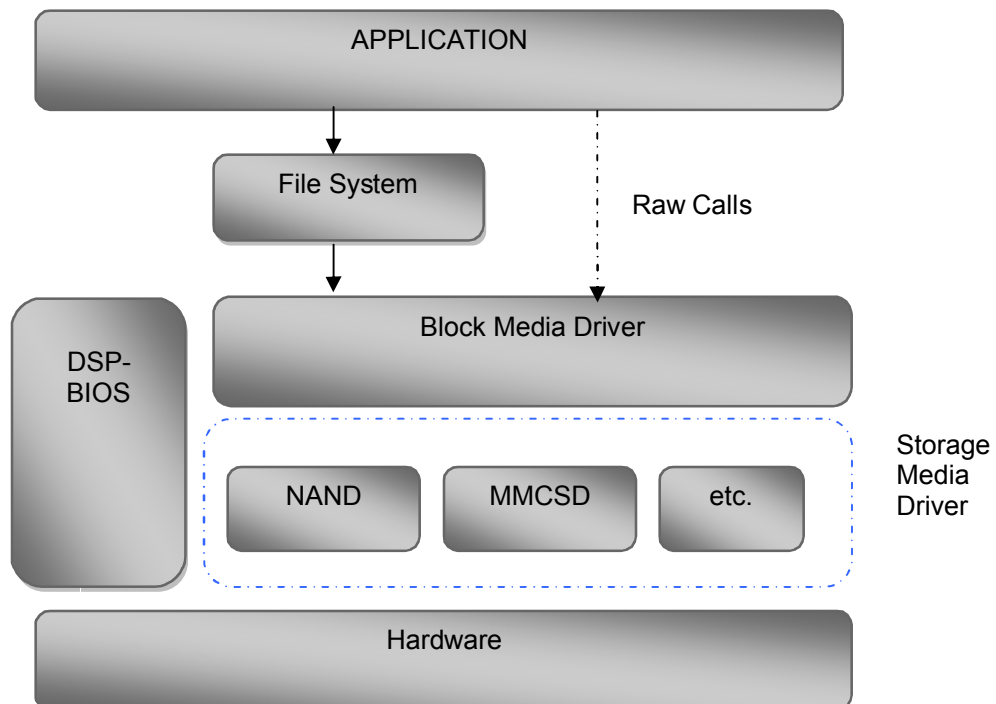 APPLICATION
File System
Raw Calls
Block Media Driver
DSP-
BIOS
Storage
Media
Driver
NAND
MMCSD
etc.
Hardware